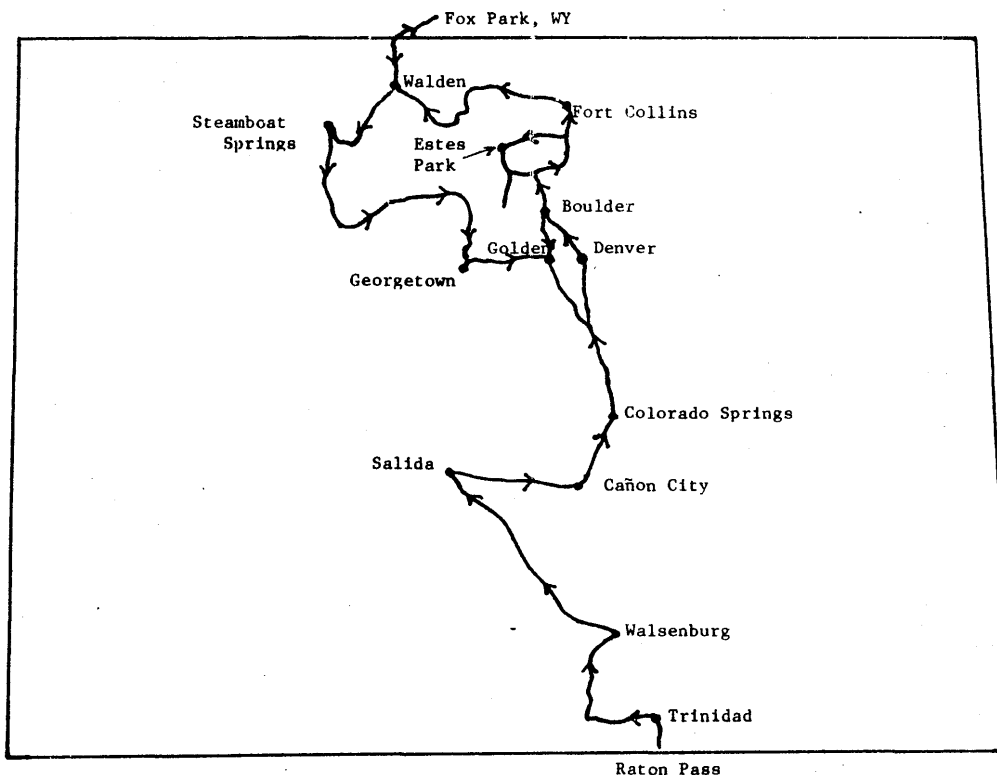 Fox Park, WY
Walden
Fort Collins
Steamboat
Springs
Estes
Park
Boulder
Golden
Denver
Georgetown
Colorado Springs
Salida
Cañon City
Walsenburg
Trinidad
Raton Pass